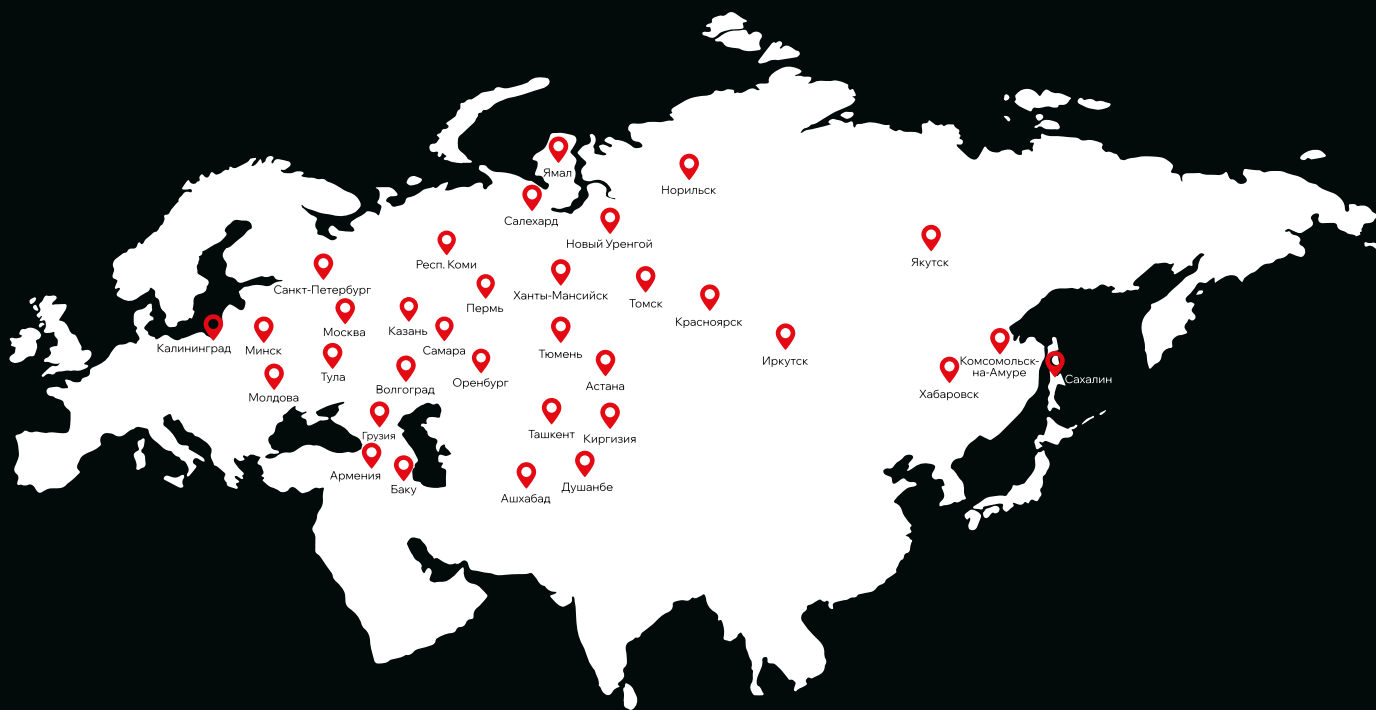 Ямал
Норильск
Салехард
Новый Уренгой
Якутск
Респ. Коми
Санкт-Петербург
Ханты-Мансийск
Томск
Пермь
Красноярск
Москва
Казань
Калининград
Минск
Самара
Тюмень
Иркутск
Комсомольск-
на-Амуре
Тула
Сахалин
Волгоград
Оренбург
Астана
Хабаровск
Молдова
Грузия
Ташкент
Киргизия
Армения
Баку
Душанбе
Ашхабад